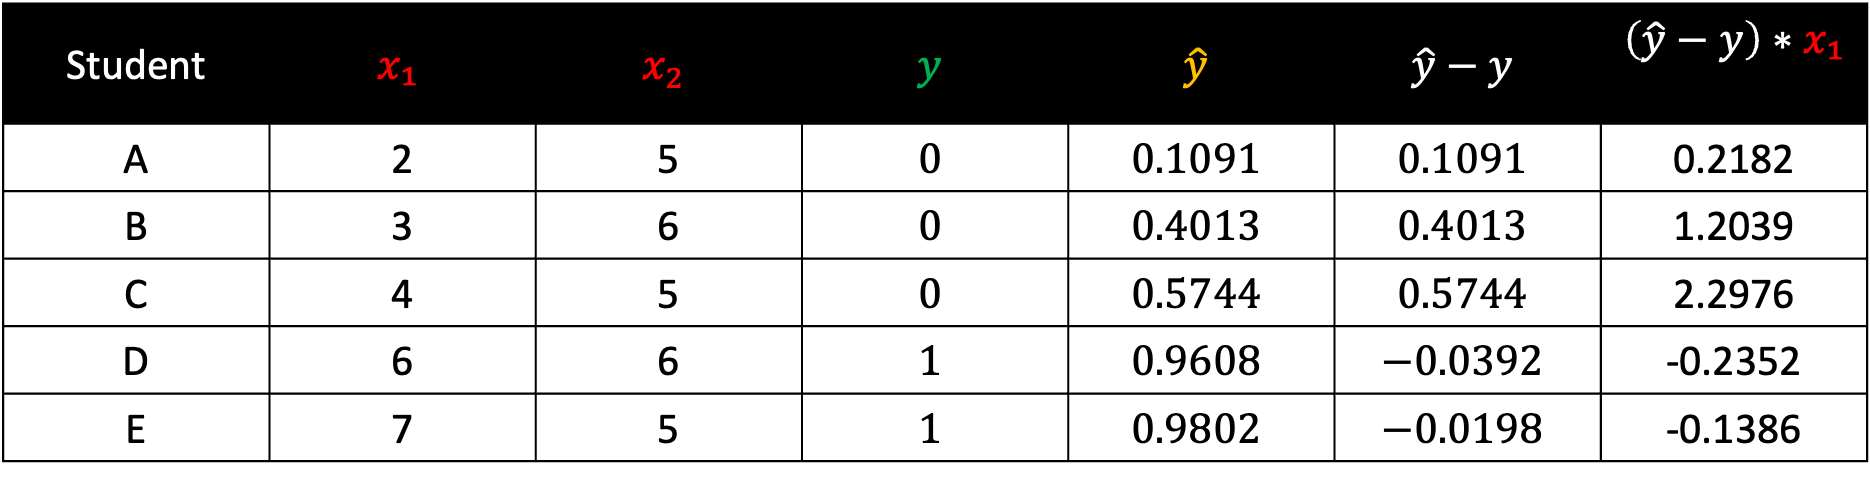 Student x₁ x₂ y ŷ ŷ − y (ŷ − y) * x₁
A 2 5 0 0.1091 0.1091 0.2182
B 3 6 0 0.4013 0.4013 1.2039
C 4 5 0 0.5744 0.5744 2.2976
D 6 6 1 0.9608 −0.0392 -0.2352
E 7 5 1 0.9802 −0.0198 -0.1386